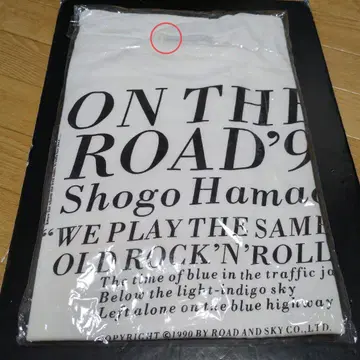 ON THE
ROAD'9
Shogo Hama
"WE PLAY THE SAME
OLD ROCK'N'ROLL
The time of blue in the traffic ja
Below the light-indigo sky
Left alone on the blue highway
COPYRIGHT ©1990 BY ROAD AND SKY CO., LTD.